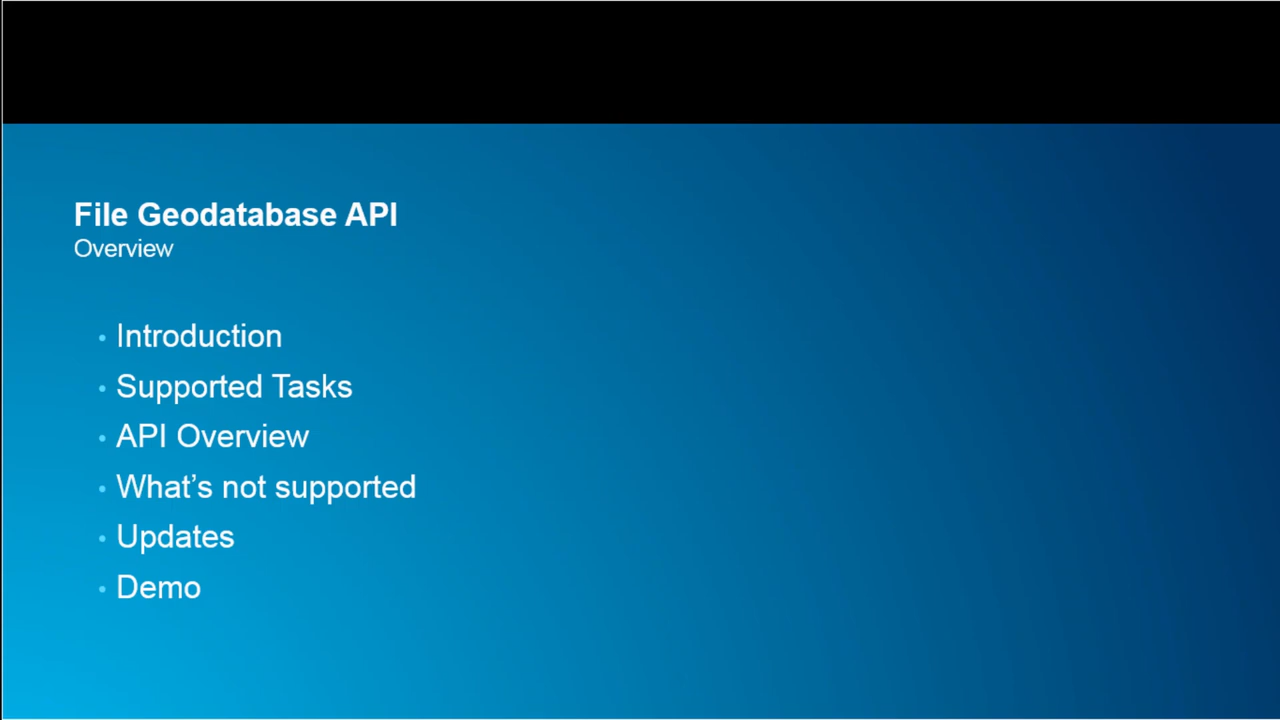 File Geodatabase API
Overview
• Introduction
• Supported Tasks
• API Overview
• What’s not supported
• Updates
• Demo